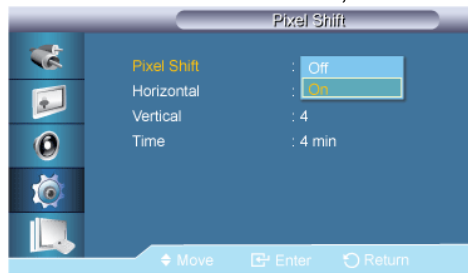 Pixel Shift
Pixel Shift : Off
Horizontal : On
Vertical : 4
Time : 4 min
Move Enter Return